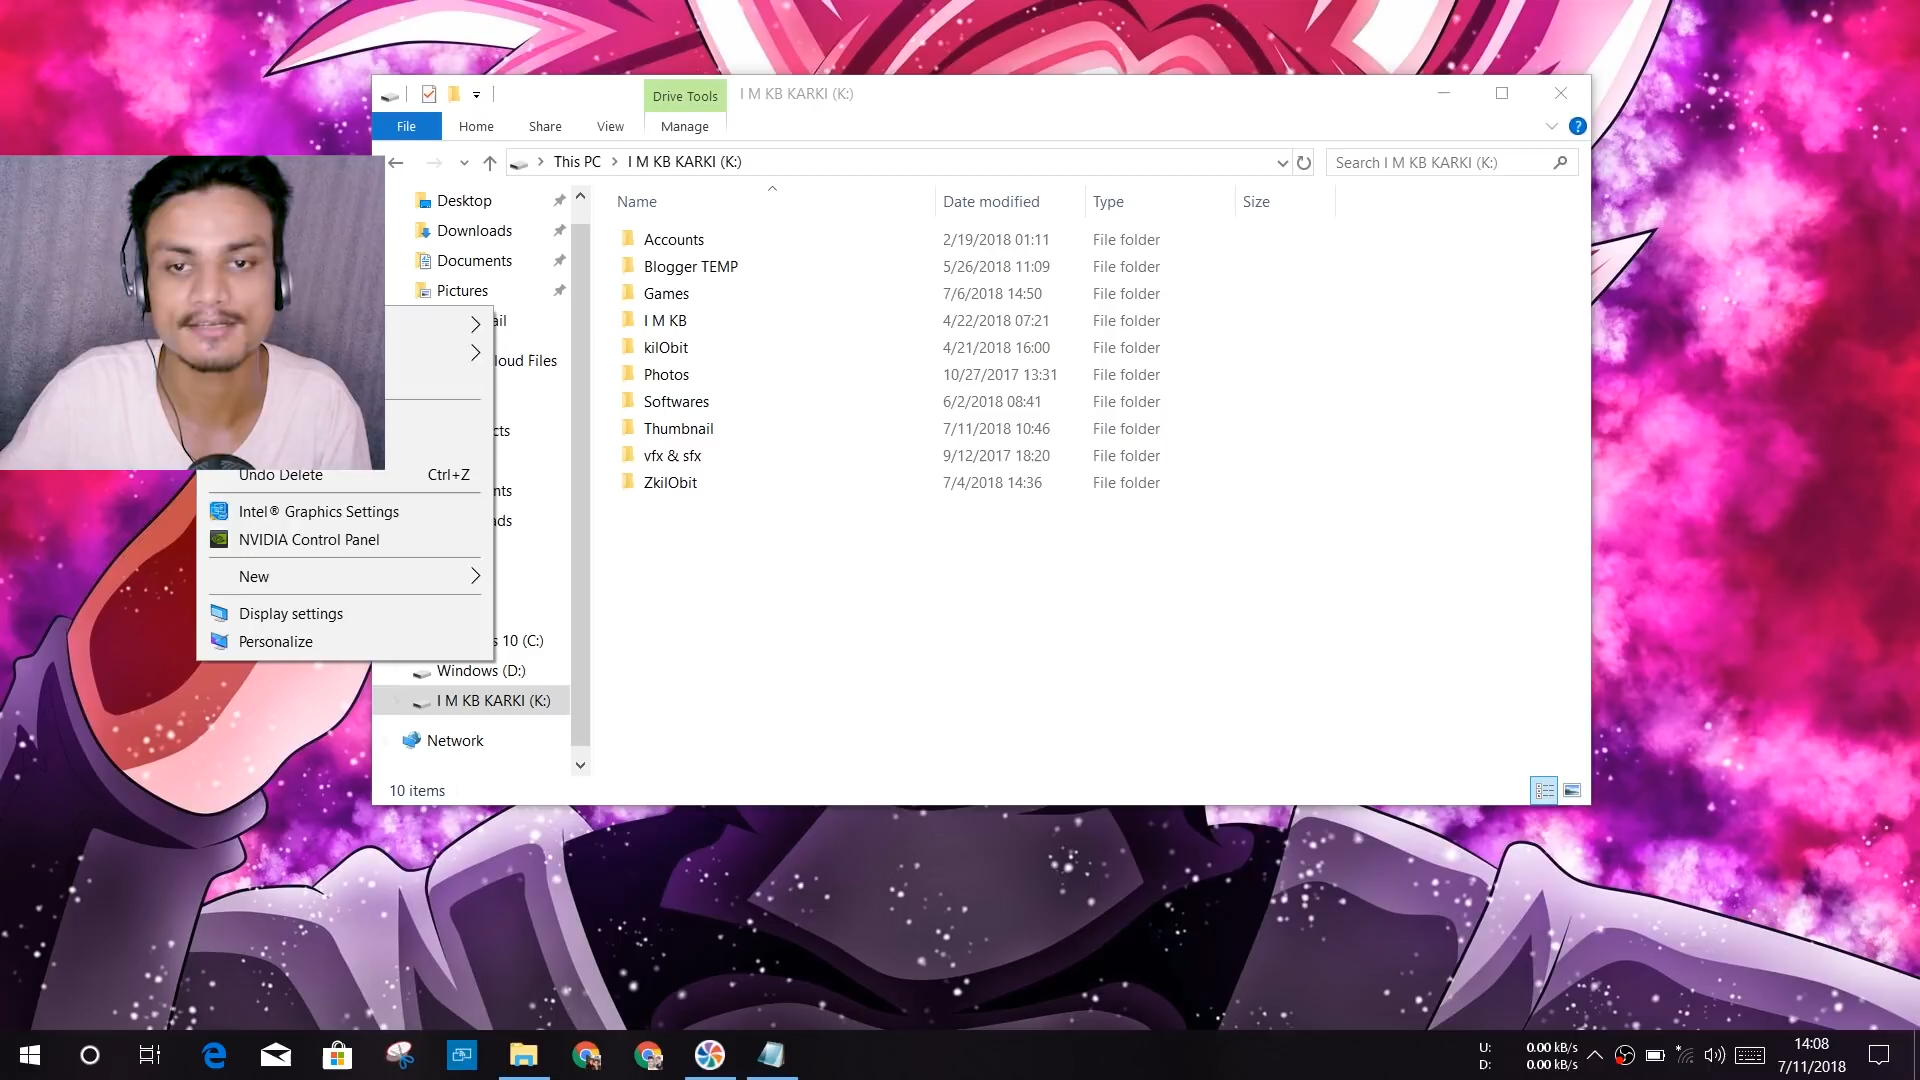 Drive Tools
I M KB KARKI (K:)
File
Home
Share
View
Manage
This PC
I M KB KARKI (K:)
Search I M KB KARKI (K:)
Desktop
Downloads
Documents
Pictures
ail
loud Files
cts
nts
ads
s 10 (C:)
Windows (D:)
I M KB KARKI (K:)
Network
Name
Date modified
Type
Size
Accounts 2/19/2018 01:11 File folder
Blogger TEMP 5/26/2018 11:09 File folder
Games 7/6/2018 14:50 File folder
I M KB 4/22/2018 07:21 File folder
kilObit 4/21/2018 16:00 File folder
Photos 10/27/2017 13:31 File folder
Softwares 6/2/2018 08:41 File folder
Thumbnail 7/11/2018 10:46 File folder
vfx & sfx 9/12/2017 18:20 File folder
ZkilObit 7/4/2018 14:36 File folder
10 items
Undo Delete Ctrl+Z
Intel® Graphics Settings
NVIDIA Control Panel
New
Display settings
Personalize
U: 0.00 kB/s
D: 0.00 kB/s
14:08
7/11/2018